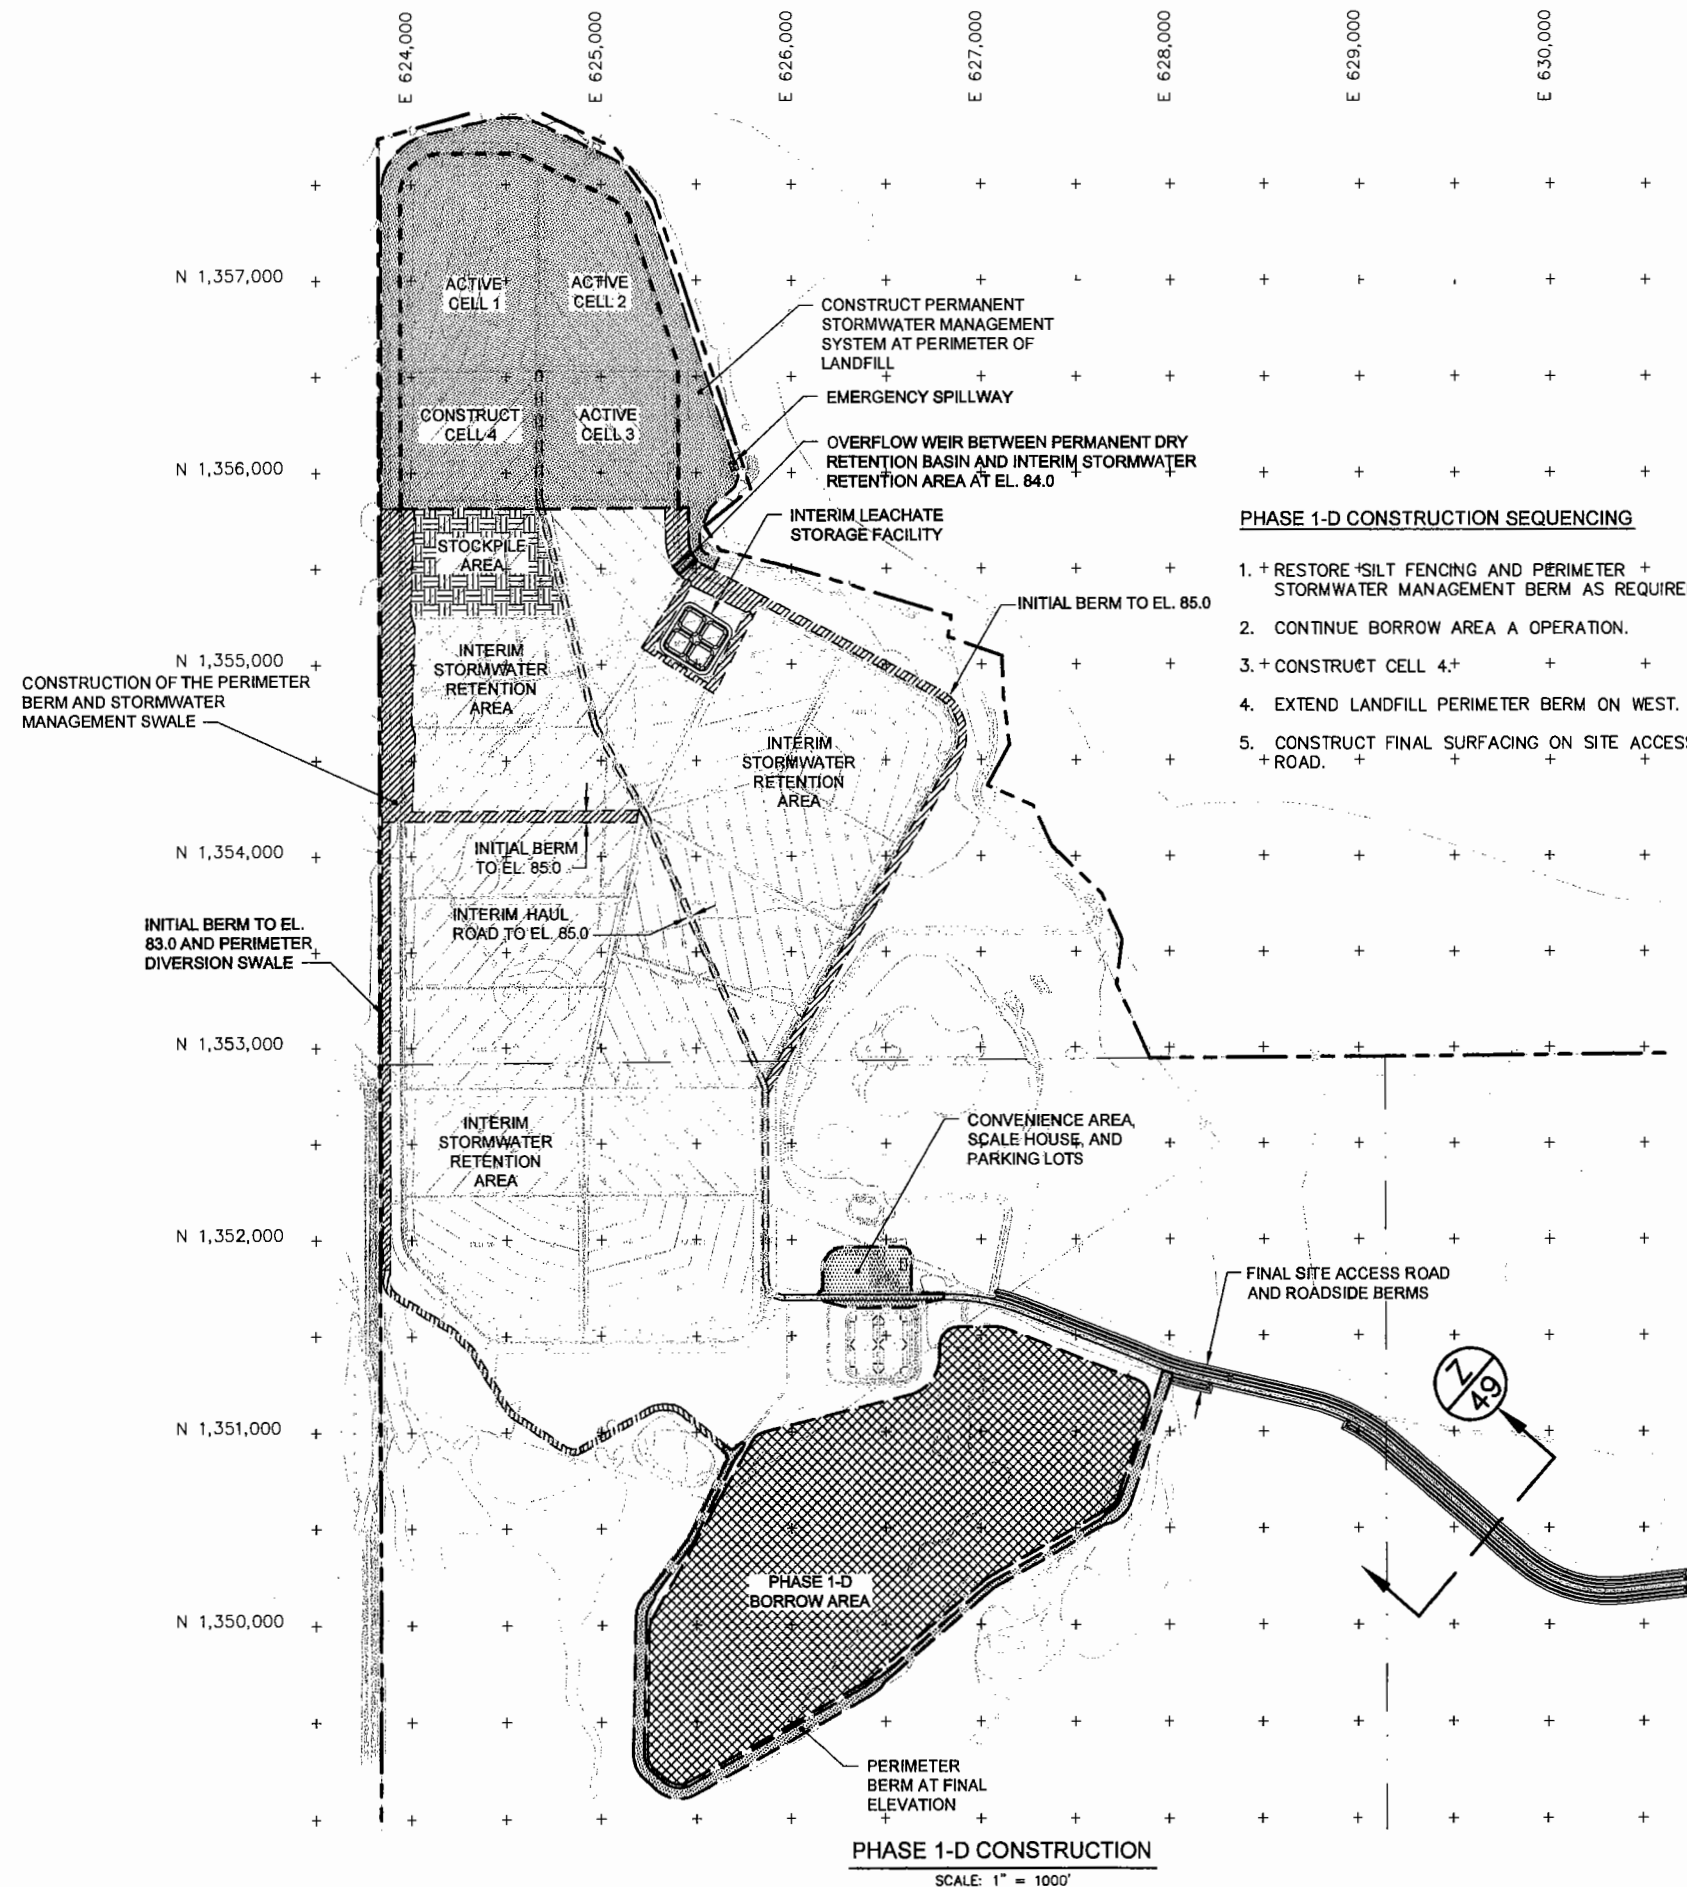 E 624,000
E 625,000
E 626,000
E 627,000
E 628,000
E 629,000
E 630,000
N 1,357,000
N 1,356,000
N 1,355,000
N 1,354,000
N 1,353,000
N 1,352,000
N 1,351,000
N 1,350,000
ACTIVE
CELL 1
ACTIVE
CELL 2
CONSTRUCT
CELL 4
ACTIVE
CELL 3
CONSTRUCT PERMANENT
STORMWATER MANAGEMENT
SYSTEM AT PERIMETER OF
LANDFILL
EMERGENCY SPILLWAY
OVERFLOW WEIR BETWEEN PERMANENT DRY
RETENTION BASIN AND INTERIM STORMWATER
RETENTION AREA AT EL. 84.0
INTERIM LEACHATE
STORAGE FACILITY
STOCKPILE
AREA
INITIAL BERM TO EL. 85.0
PHASE 1-D CONSTRUCTION SEQUENCING
1. RESTORE SILT FENCING AND PERIMETER
STORMWATER MANAGEMENT BERM AS REQUIRE
2. CONTINUE BORROW AREA A OPERATION.
3. CONSTRUCT CELL 4.
4. EXTEND LANDFILL PERIMETER BERM ON WEST.
5. CONSTRUCT FINAL SURFACING ON SITE ACCESS
ROAD.
INTERIM
STORMWATER
RETENTION
AREA
CONSTRUCTION OF THE PERIMETER
BERM AND STORMWATER
MANAGEMENT SWALE
INTERIM
STORMWATER
RETENTION
AREA
INITIAL BERM
TO EL. 85.0
INTERIM HAUL
ROAD TO EL. 85.0
INITIAL BERM TO EL.
83.0 AND PERIMETER
DIVERSION SWALE
INTERIM
STORMWATER
RETENTION
AREA
CONVENIENCE AREA,
SCALE HOUSE, AND
PARKING LOTS
FINAL SITE ACCESS ROAD
AND ROADSIDE BERMS
Z
49
PHASE 1-D
BORROW AREA
PERIMETER
BERM AT FINAL
ELEVATION
PHASE 1-D CONSTRUCTION
SCALE: 1" = 1000'